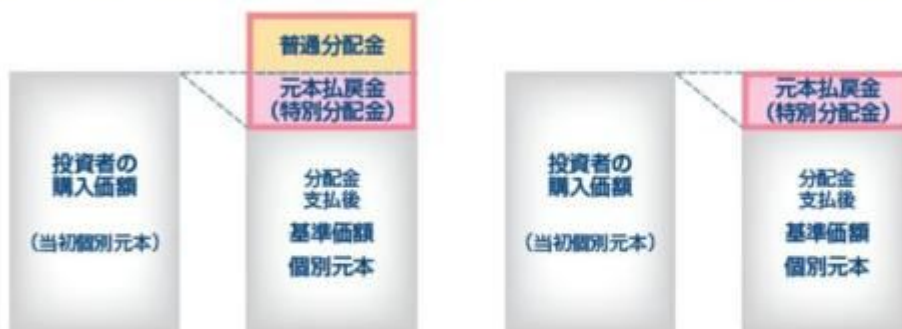 普通分配金
元本払戻金
(特別分配金)
投資者の
購入価額
(当初個別元本)
分配金
支払後
基準価額
個別元本
元本払戻金
(特別分配金)
投資者の
購入価額
(当初個別元本)
分配金
支払後
基準価額
個別元本